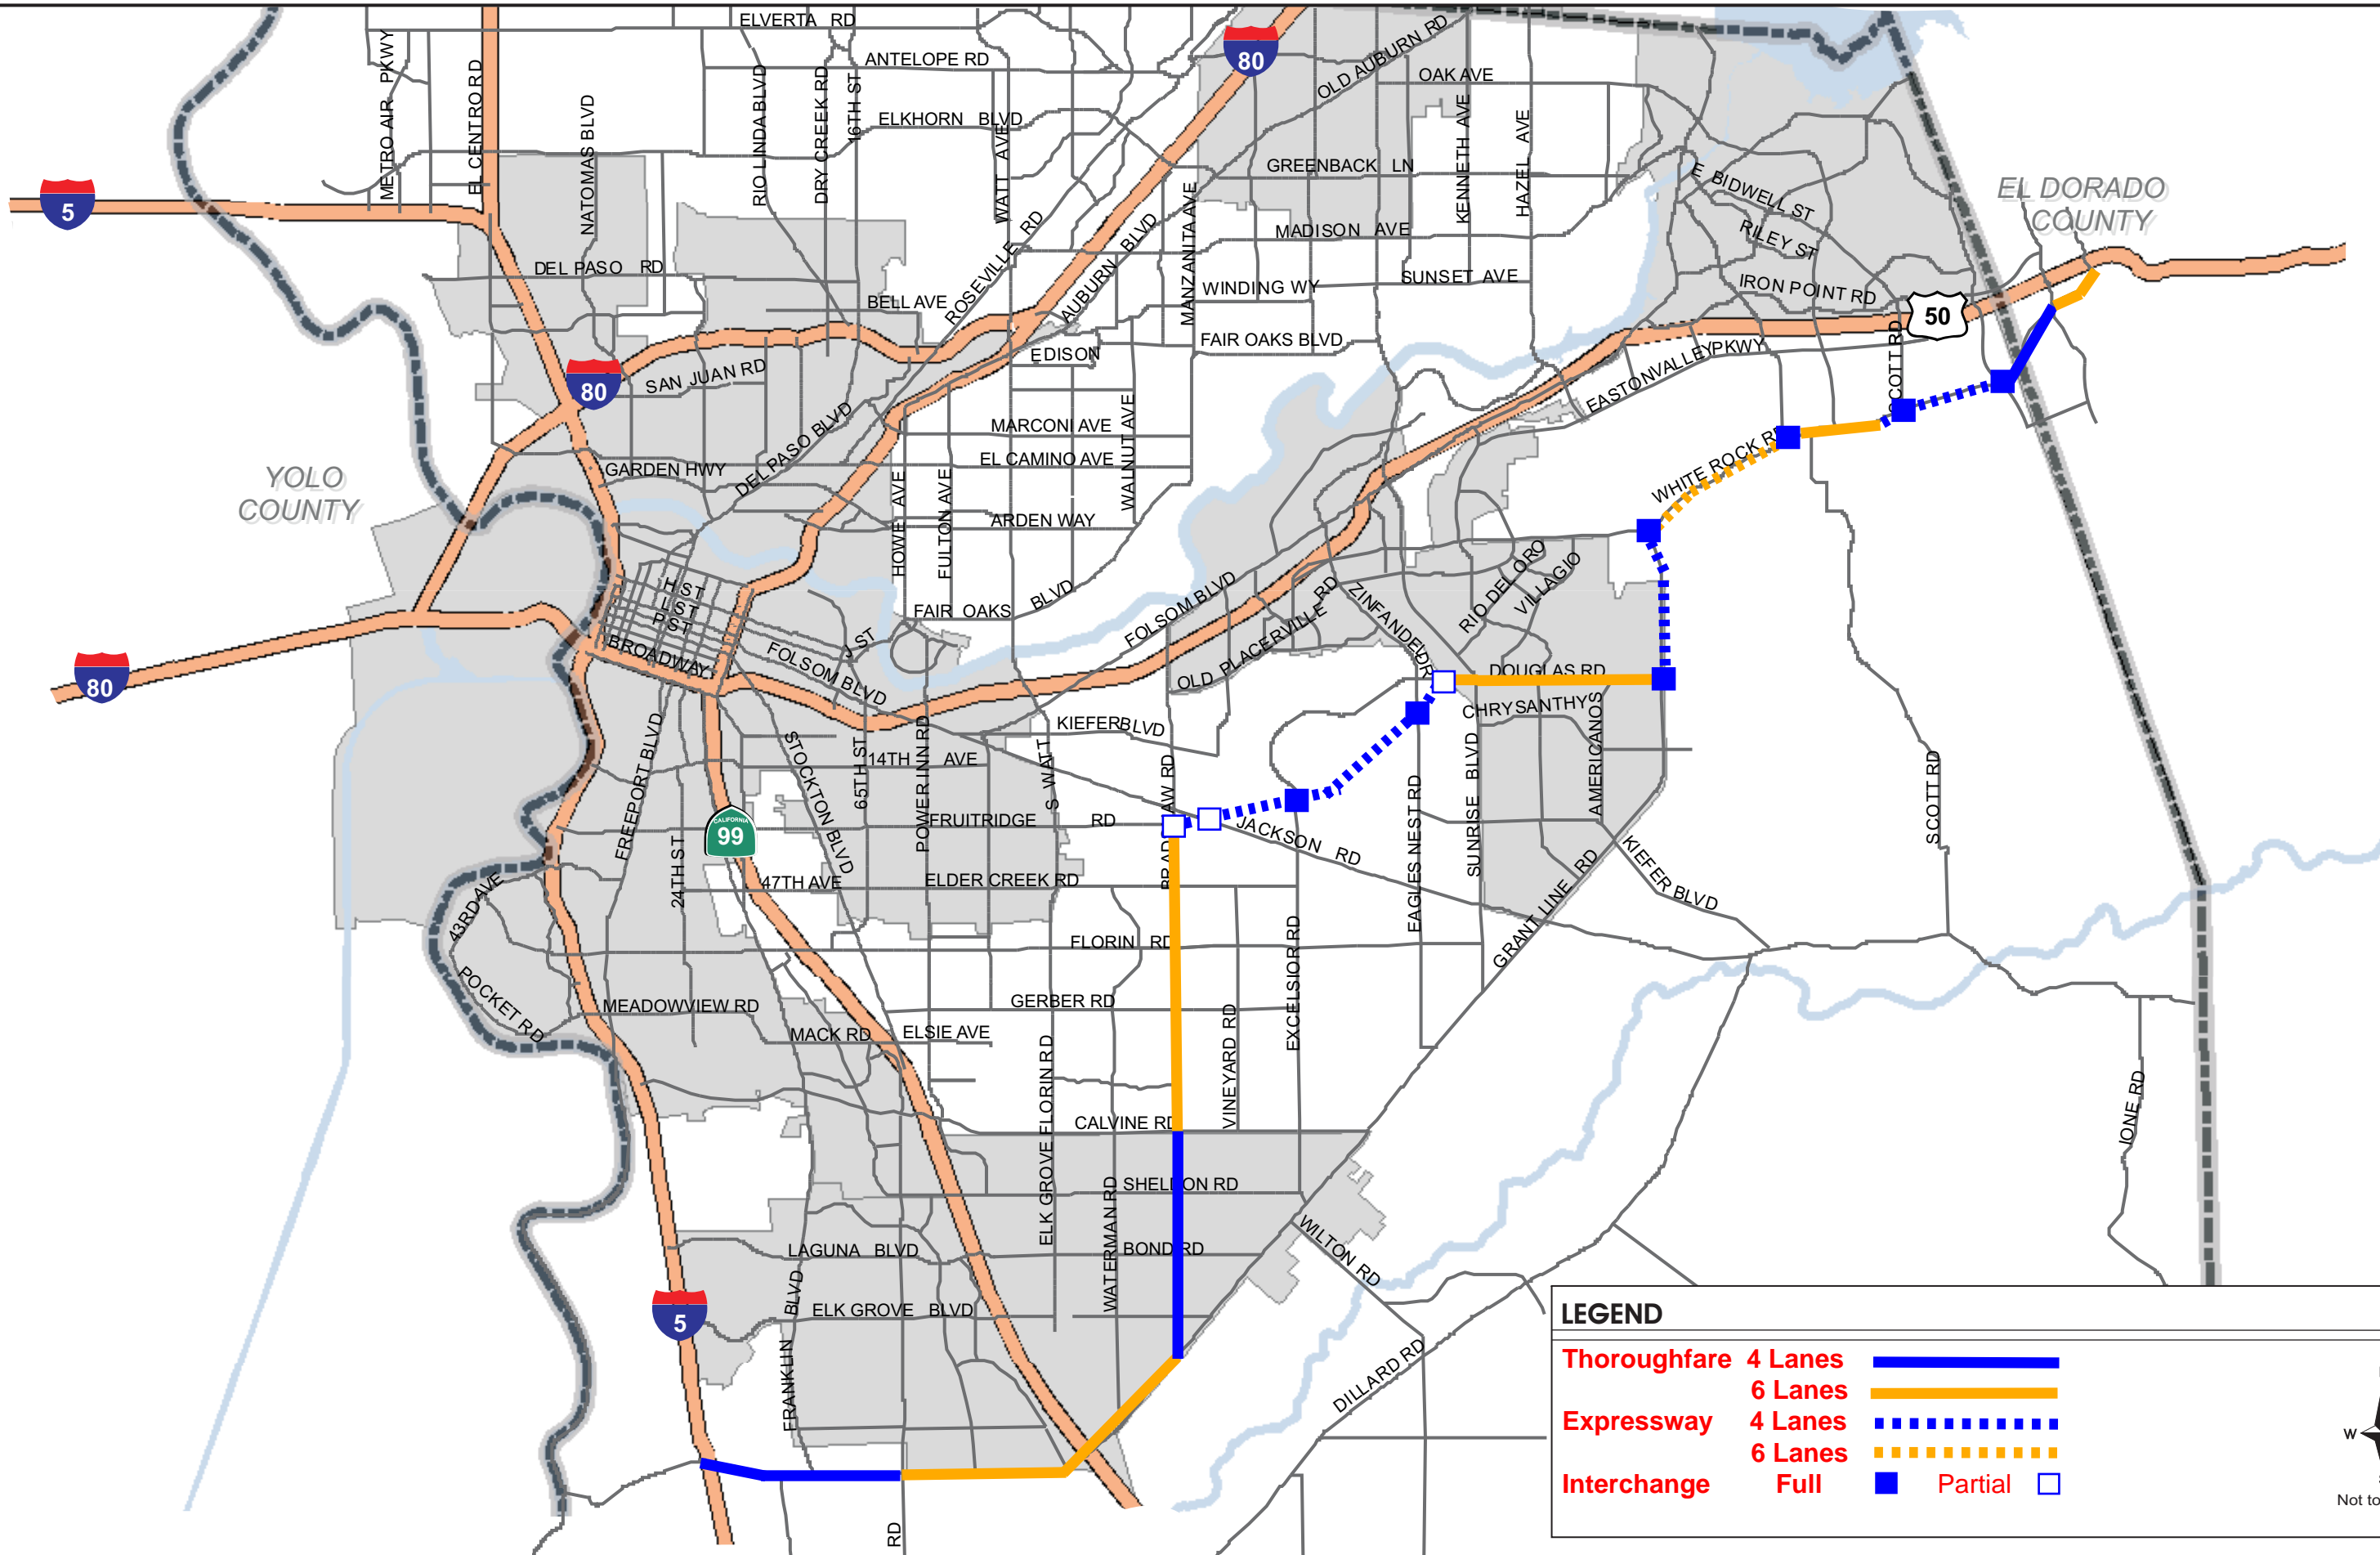 ELVERTA RD
ANTELOPE RD
80
OLD AUBURN RD
OAK AVE
METRO AIR PKWY
EL CENTRO RD
NATOMAS BLVD
RIO LINDA BLVD
DRY CREEK RD
16TH ST
ELKHORN BLVD
WATT AVE
GREENBACK LN
KENNETH AVE
HAZEL AVE
E BIDWELL ST
EL DORADO
COUNTY
5
ROSEVILLE RD
AUBURN BLVD
MANZANITA AVE
MADISON AVE
RILEY ST
DEL PASO RD
BELL AVE
WINDING WY
SUNSET AVE
IRON POINT RD
50
FAIR OAKS BLVD
EDISON
EASTON VALLEY PKWY
SCOTT RD
80
SAN JUAN RD
DEL PASO BLVD
MARCONI AVE
WALNUT AVE
EL CAMINO AVE
GARDEN HWY
WHITE ROCK
YOLO
COUNTY
HOWE AVE
FULTON AVE
ARDEN WAY
H ST
L ST
P ST
BROADWAY
J ST
FOLSOM BLVD
FAIR OAKS BLVD
FOLSOM BLVD
OLD PLACERVILLE RD
ZINFANDEL DR
RIO DEL ORO
VILLAGIO
80
DOUGLAS RD
CHRYSANTHY
AMERICANOS
FREEPORT BLVD
STOCKTON BLVD
65TH ST
POWER INN RD
14TH AVE
S WATT
KIEFER BLVD
FRUITRIDGE RD
JACKSON RD
EAGLES NEST RD
SUNRISE BLVD
KIEFER BLVD
SCOTT RD
CALIFORNIA
99
24TH ST
47TH AVE
ELDER CREEK RD
43RD AVE
FLORIN RD
EXCELSIOR RD
GRANT LINE RD
POCKET RD
MEADOWVIEW RD
GERBER RD
MACK RD
ELSIE AVE
VINEYARD RD
ELK GROVE FLORIN RD
CALVINE RD
IONE RD
SHELDON RD
WATERMAN RD
LAGUNA BLVD
BOND RD
WILTON RD
5
FRANKLIN BLVD
ELK GROVE BLVD
DILLARD RD
RD
LEGEND
Thoroughfare 4 Lanes
6 Lanes
Expressway 4 Lanes
6 Lanes
Interchange Full Partial
W
Not to